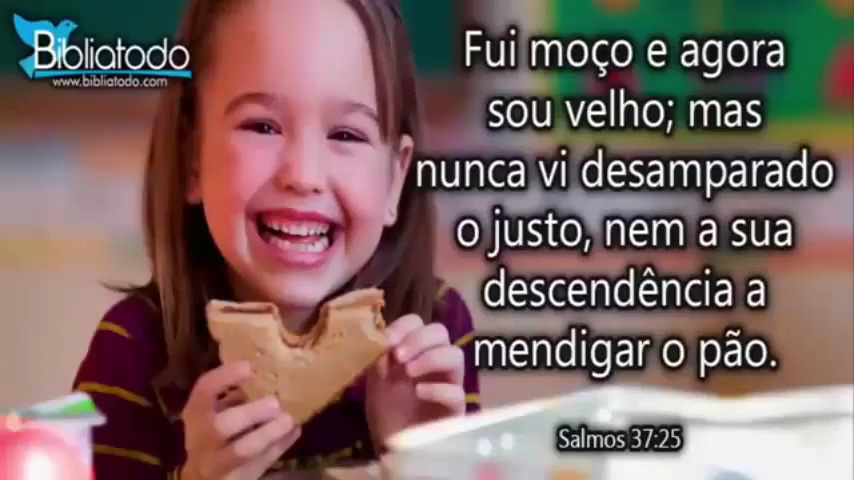 Bibliatodo
www.bibliatodo.com
Fui moço e agora
sou velho; mas
nunca vi desamparado
o justo, nem a sua
descendência a
mendigar o pão.
Salmos 37:25